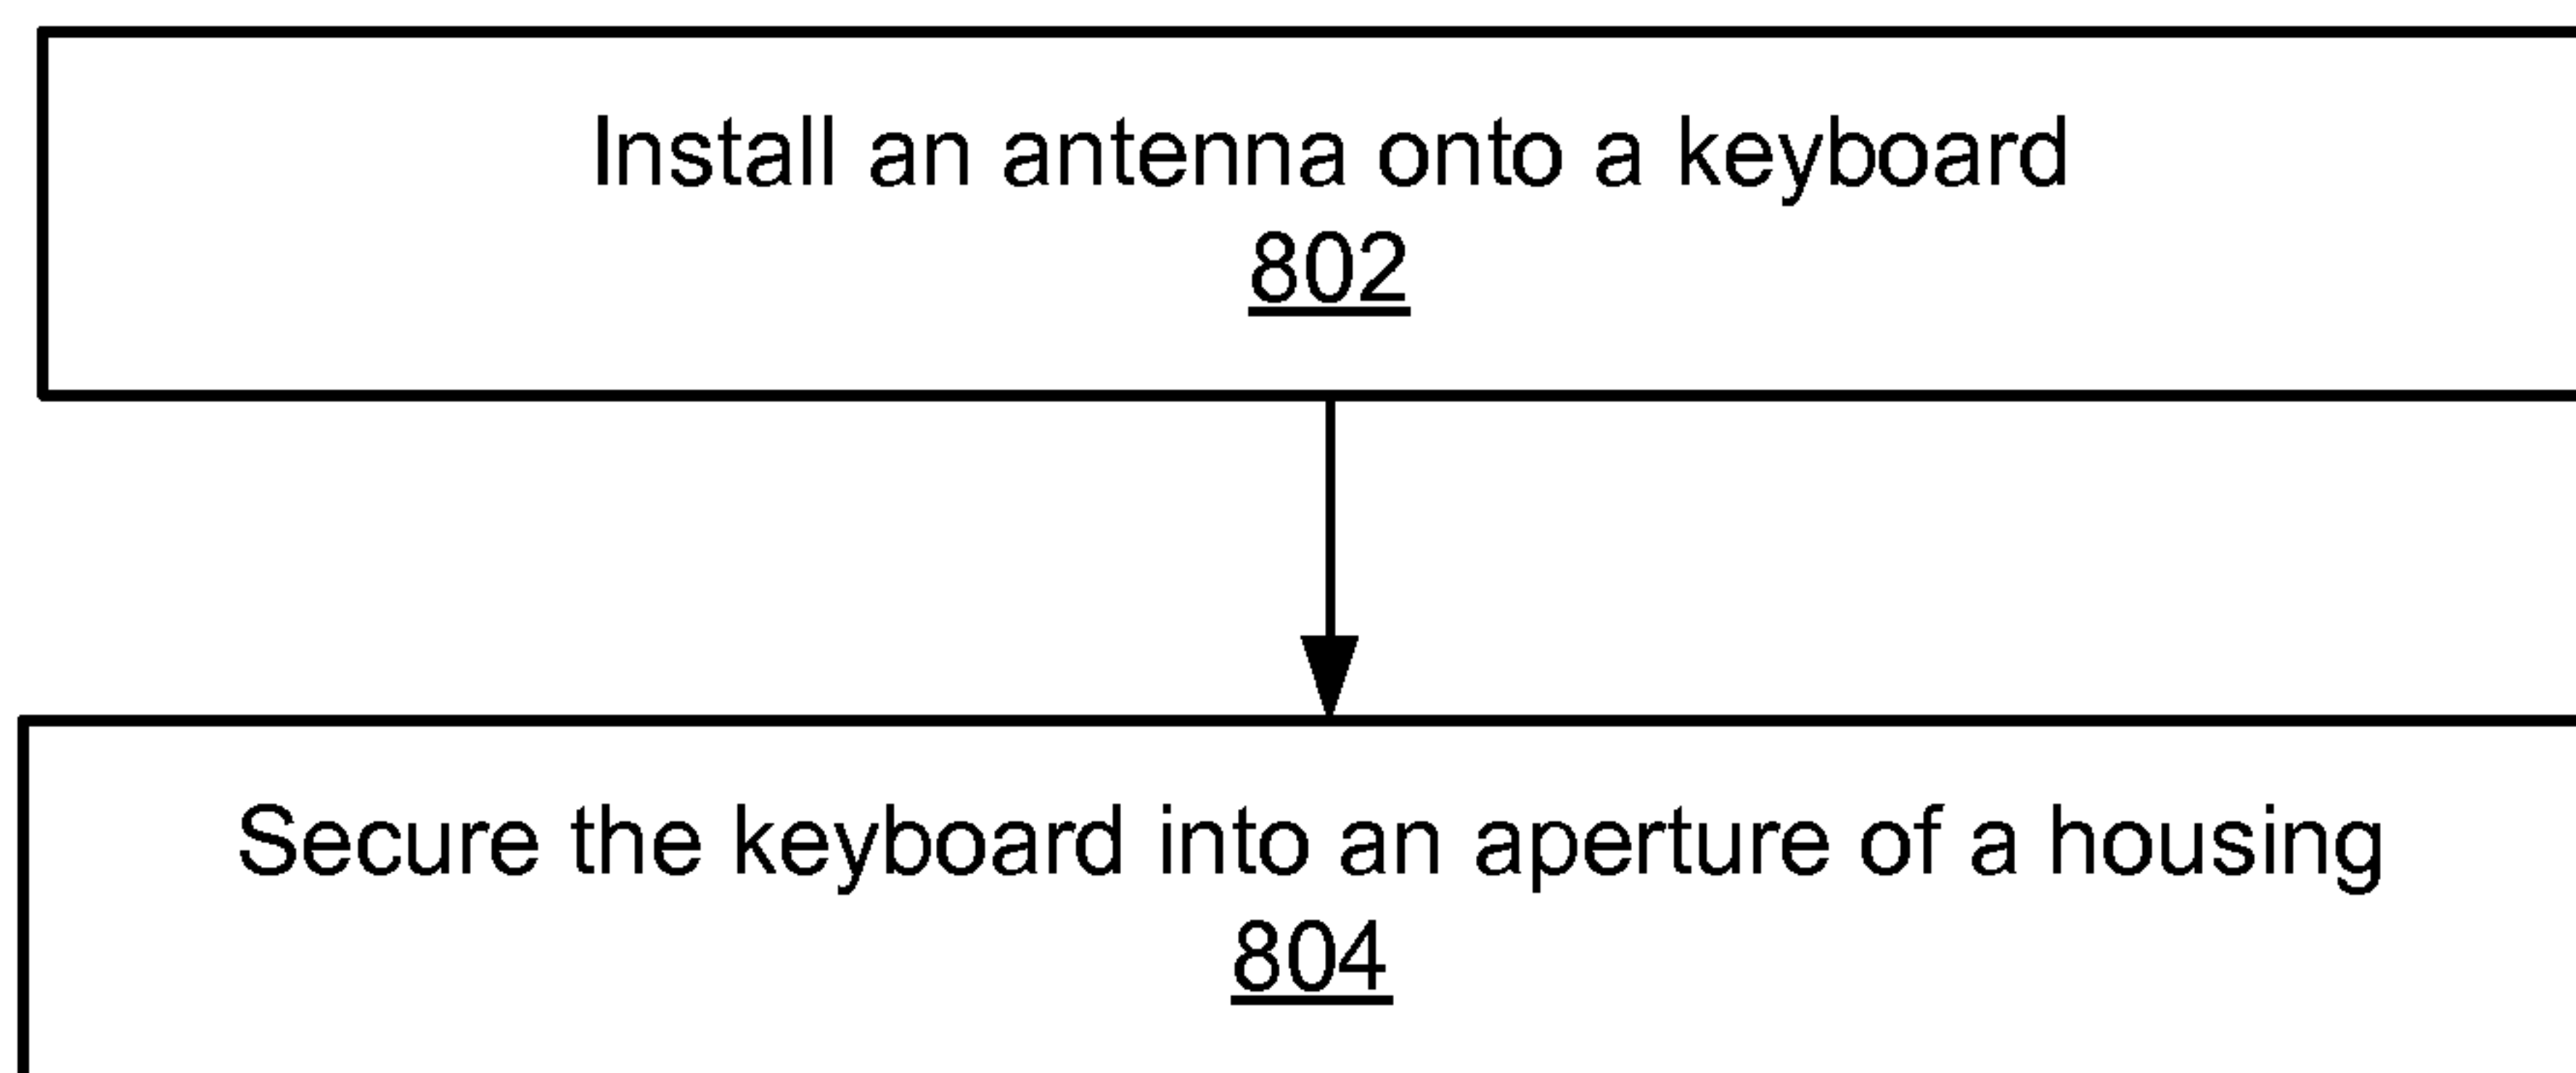 Install an antenna onto a keyboard
802
Secure the keyboard into an aperture of a housing
804